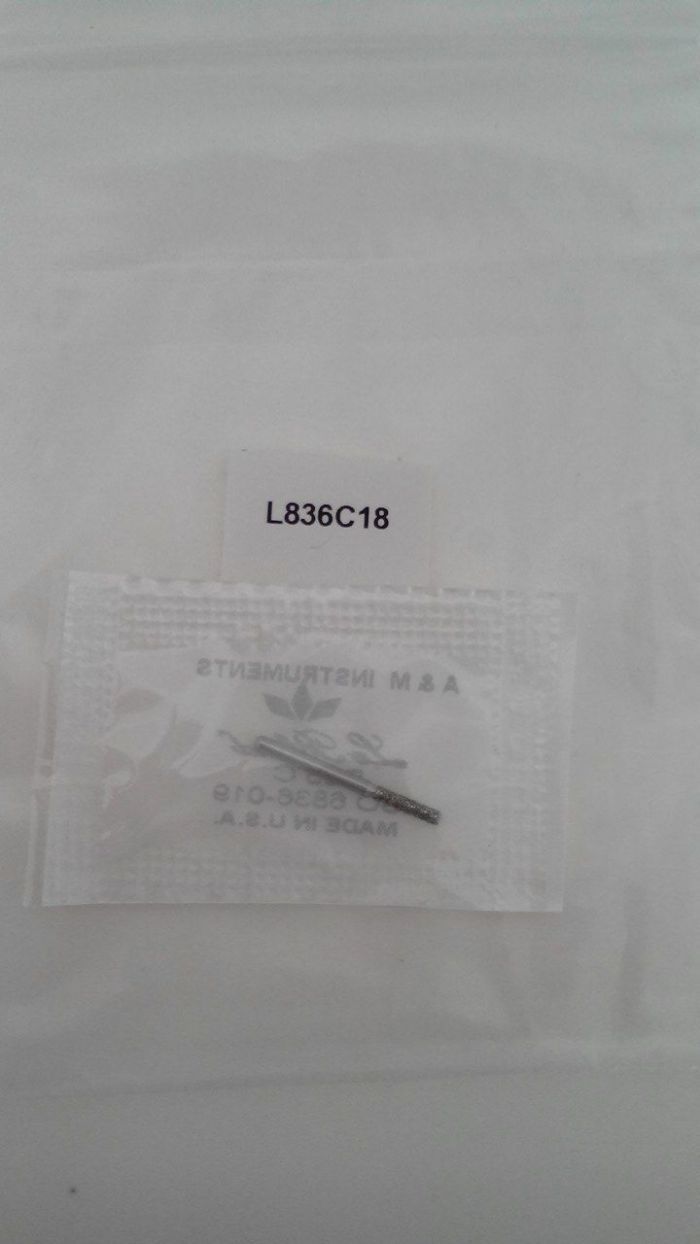 L836C18
A & M INSTRUMENTS
6836-019
MADE IN U.S.A.